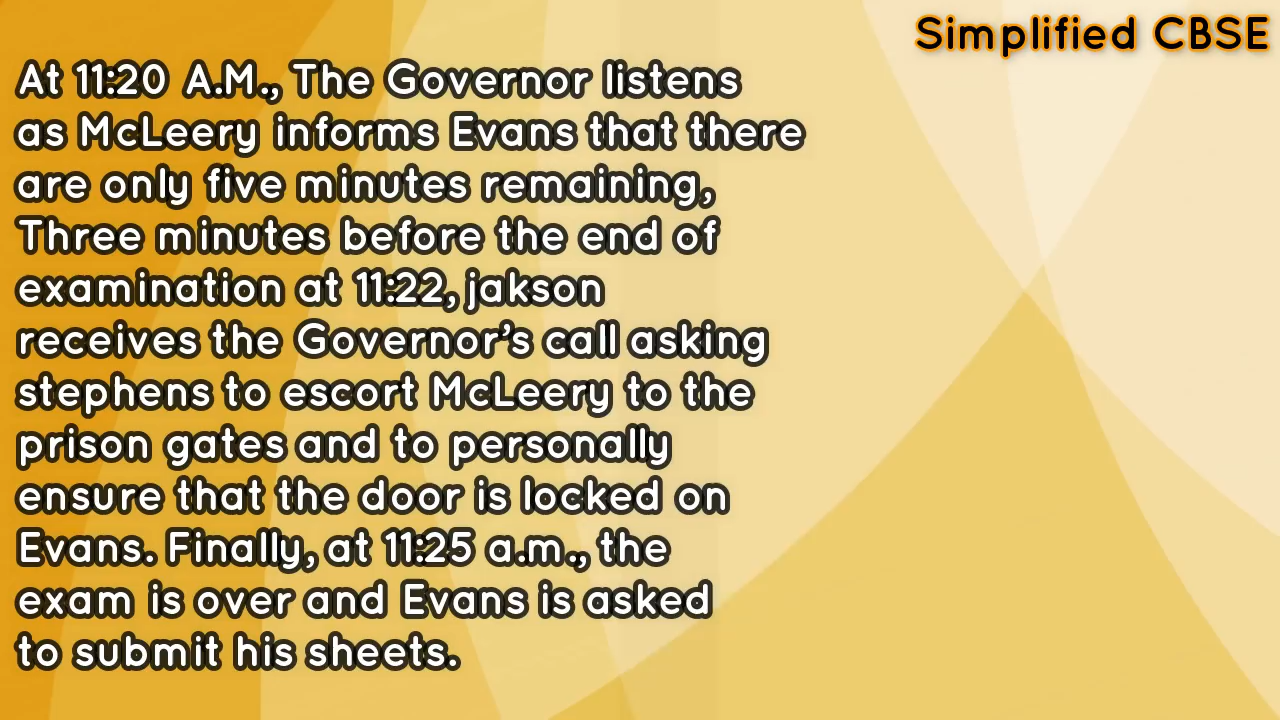 Simplified CBSE
At 11:20 A.M., The Governor listens
as McLeery informs Evans that there
are only five minutes remaining,
Three minutes before the end of
examination at 11:22, jakson
receives the Governor's call asking
stephens to escort McLeery to the
prison gates and to personally
ensure that the door is locked on
Evans. Finally, at 11:25 a.m., the
exam is over and Evans is asked
to submit his sheets.